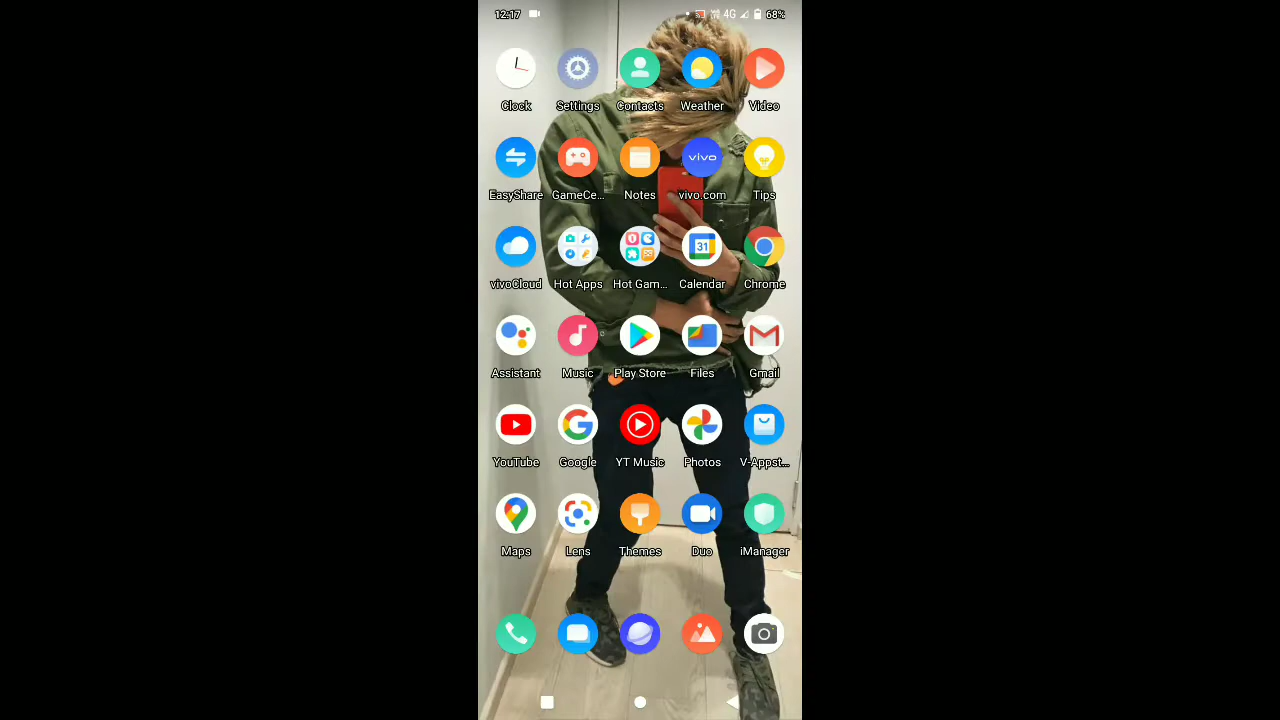 12:17 4G 68%
Clock Settings Contacts Weather Video
vivo
EasyShare GameCe... Notes vivo.com Tips
31
vivoCloud Hot Apps Hot Gam... Calendar Chrome
Assistant Music Play Store Files Gmail
YouTube Google YT Music Photos V-Appst...
Maps Lens Themes Duo iManager